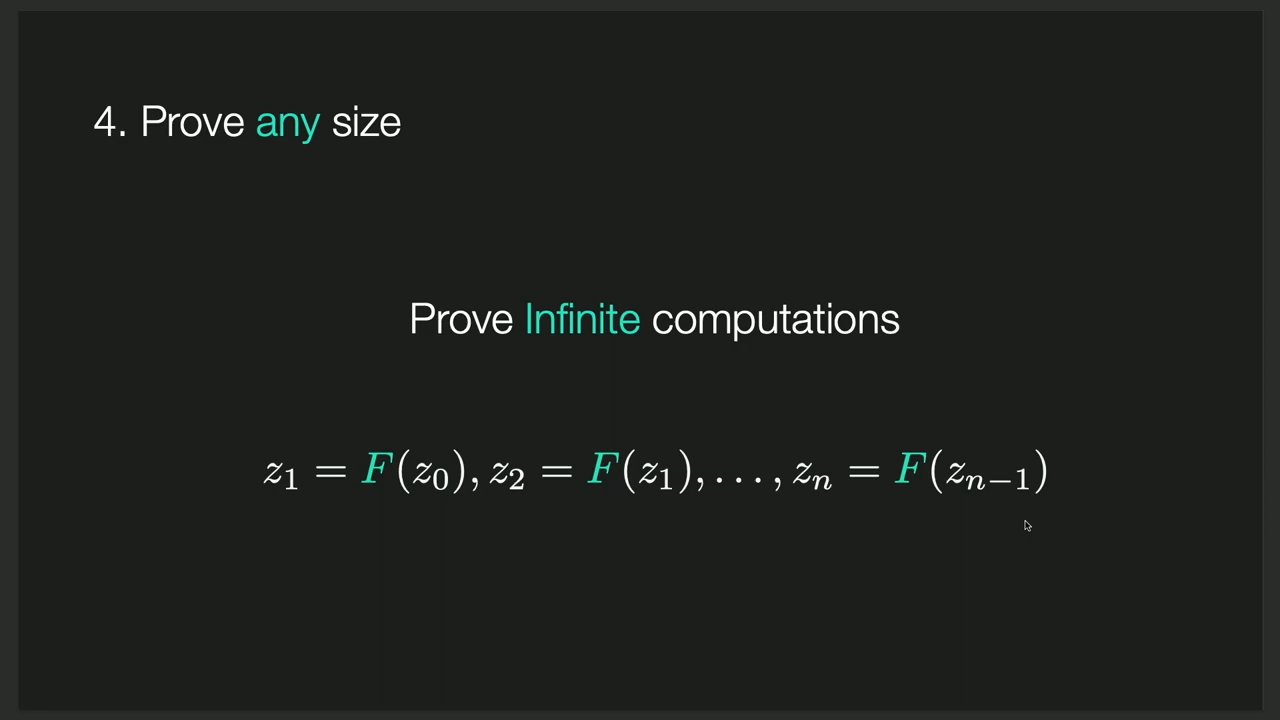 4. Prove any size
Prove Infinite computations
z₁ = F(z₀), z₂ = F(z₁), . . . , zₙ = F(zₙ₋₁)